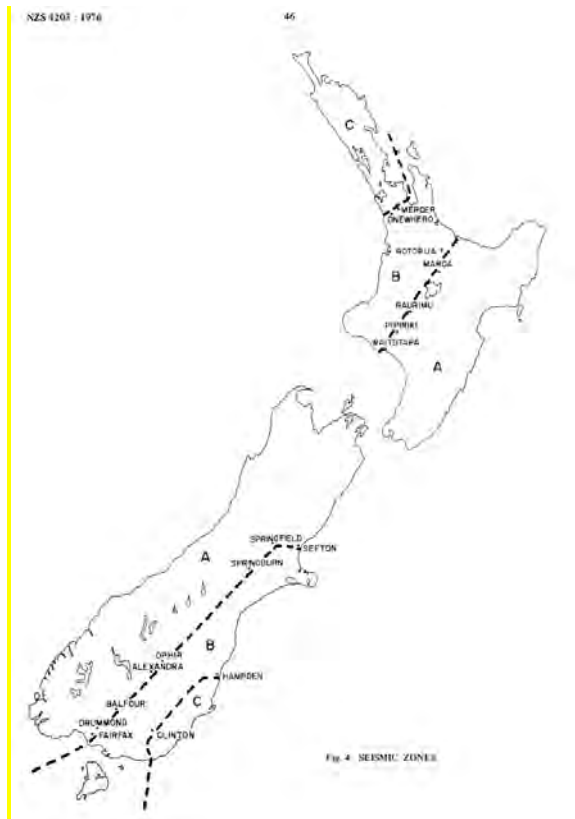 NZS 4203 : 1976
46
C
MERCER
ONEWHERO
ROTORUA
MAROA
B
RAURIMU
PIPIRIKI
WAITOTARA
A
SPRINGFIELD
SEFTON
A
SPRINGBURN
B
OPHIR
ALEXANDRA
HAMPDEN
BALFOUR
C
DRUMMOND
FAIRFAX
CLINTON
Fig. 4 SEISMIC ZONES